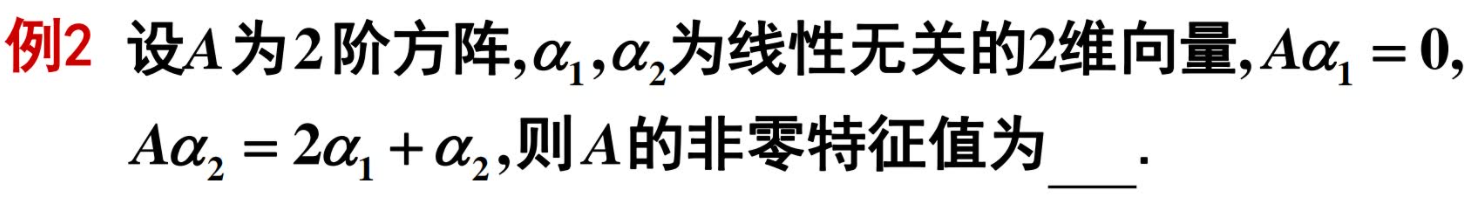 例2 设A为2阶方阵,α₁,α₂为线性无关的2维向量,Aα₁ = 0,
Aα₂ = 2α₁ + α₂,则A的非零特征值为___.